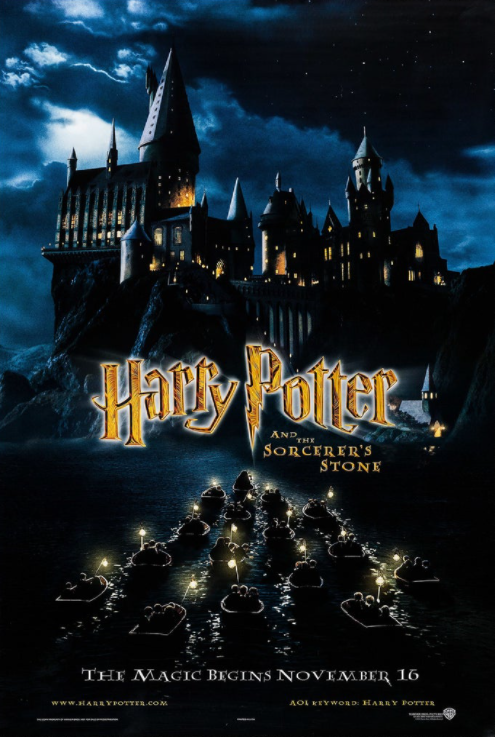 Harry Potter
AND THE
SORCERER'S
STONE
THE MAGIC BEGINS NOVEMBER 16
WWW.HARRYPOTTER.COM
AOL KEYWORD: HARRY POTTER